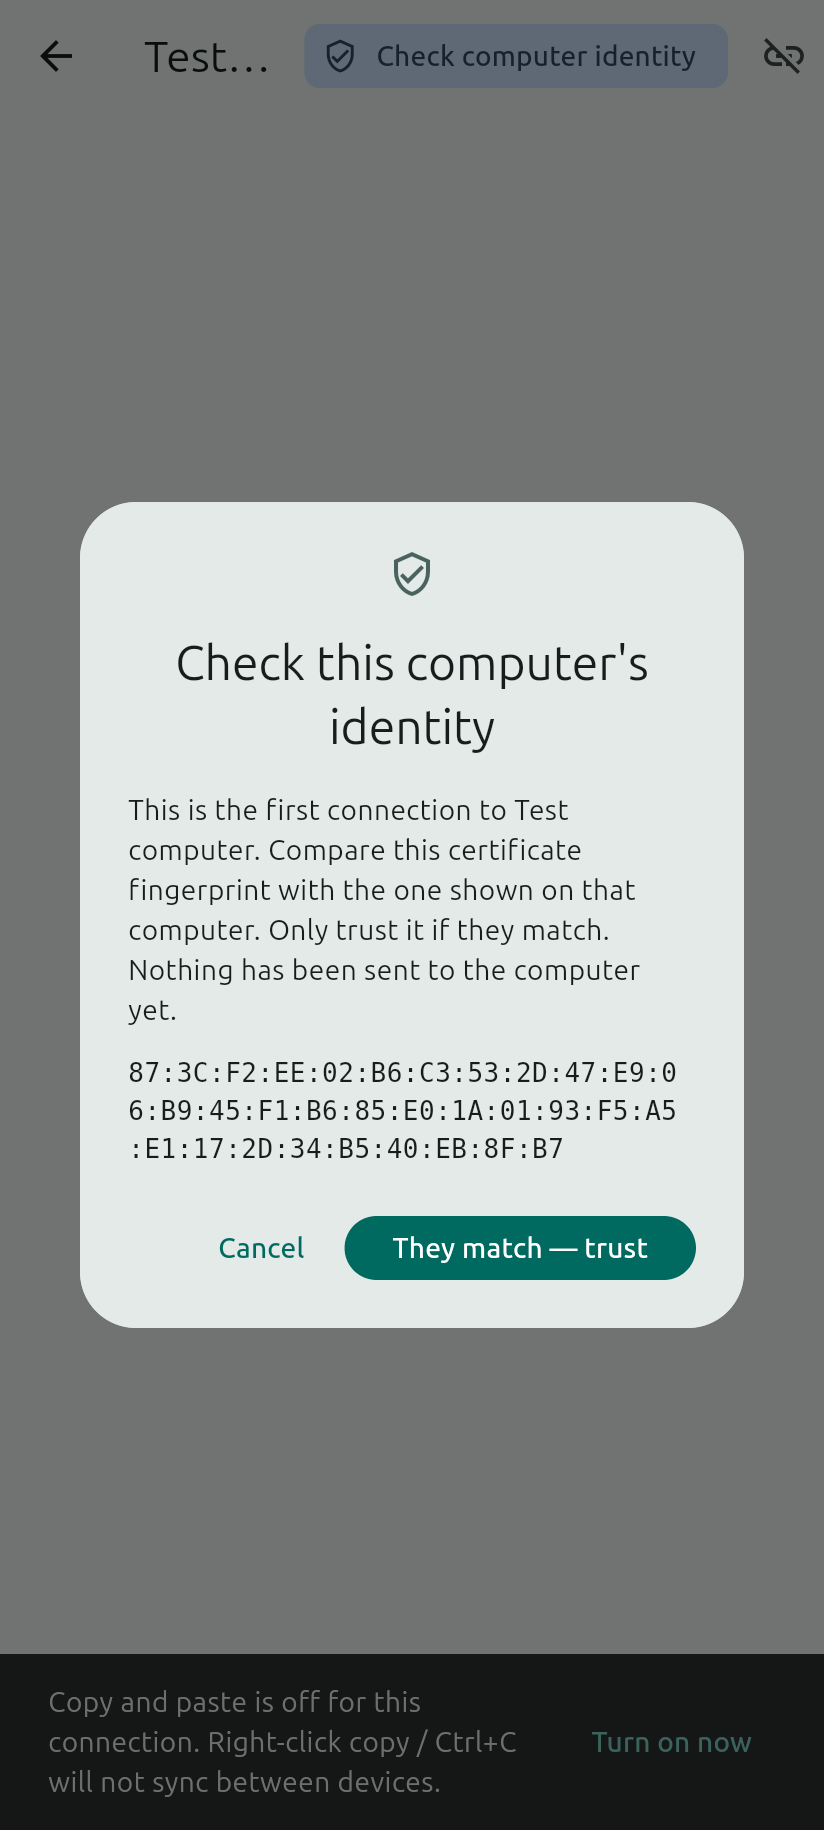 Test…
Check computer identity
Check this computer's
identity
This is the first connection to Test
computer. Compare this certificate
fingerprint with the one shown on that
computer. Only trust it if they match.
Nothing has been sent to the computer
yet.
87:3C:F2:EE:02:B6:C3:53:2D:47:E9:0
6:B9:45:F1:B6:85:E0:1A:01:93:F5:A5
:E1:17:2D:34:B5:40:EB:8F:B7
Cancel
They match — trust
Copy and paste is off for this
connection. Right-click copy / Ctrl+C
will not sync between devices.
Turn on now